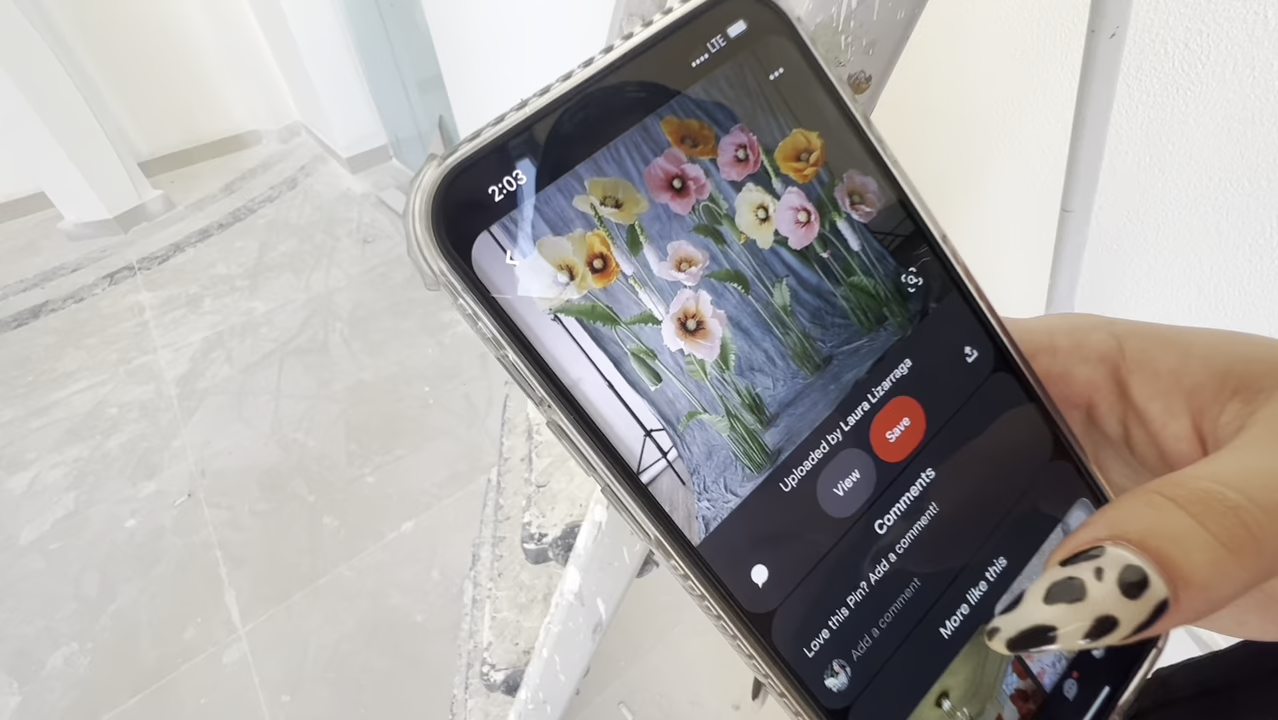 2:03
LTE
Uploaded by Laura Lizarraga
View
Save
Comments
Love this Pin? Add a comment!
Add a comment
More like this